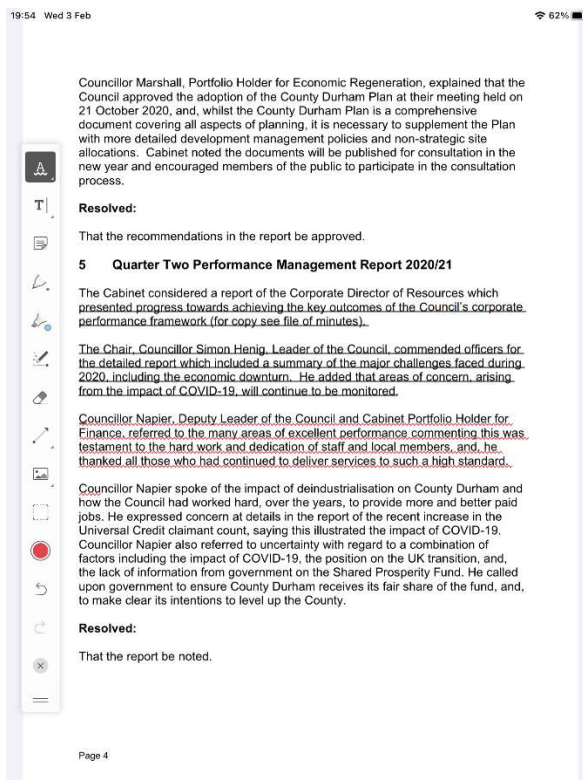 19:54 Wed 3 Feb
62%
Councillor Marshall, Portfolio Holder for Economic Regeneration, explained that the
Council approved the adoption of the County Durham Plan at their meeting held on
21 October 2020, and, whilst the County Durham Plan is a comprehensive
document covering all aspects of planning, it is necessary to supplement the Plan
with more detailed development management policies and non-strategic site
allocations. Cabinet noted the documents will be published for consultation in the
new year and encouraged members of the public to participate in the consultation
process.
Resolved:
That the recommendations in the report be approved.
5 Quarter Two Performance Management Report 2020/21
The Cabinet considered a report of the Corporate Director of Resources which
presented progress towards achieving the key outcomes of the Council's corporate
performance framework (for copy see file of minutes).
The Chair, Councillor Simon Henig, Leader of the Council, commended officers for
the detailed report which included a summary of the major challenges faced during
2020, including the economic downturn. He added that areas of concern, arising
from the impact of COVID-19, will continue to be monitored.
Councillor Napier, Deputy Leader of the Council and Cabinet Portfolio Holder for
Finance, referred to the many areas of excellent performance commenting this was
testament to the hard work and dedication of staff and local members, and, he
thanked all those who had continued to deliver services to such a high standard.
Councillor Napier spoke of the impact of deindustrialisation on County Durham and
how the Council had worked hard, over the years, to provide more and better paid
jobs. He expressed concern at details in the report of the recent increase in the
Universal Credit claimant count, saying this illustrated the impact of COVID-19.
Councillor Napier also referred to uncertainty with regard to a combination of
factors including the impact of COVID-19, the position on the UK transition, and,
the lack of information from government on the Shared Prosperity Fund. He called
upon government to ensure County Durham receives its fair share of the fund, and,
to make clear its intentions to level up the County.
Resolved:
That the report be noted.
Page 4